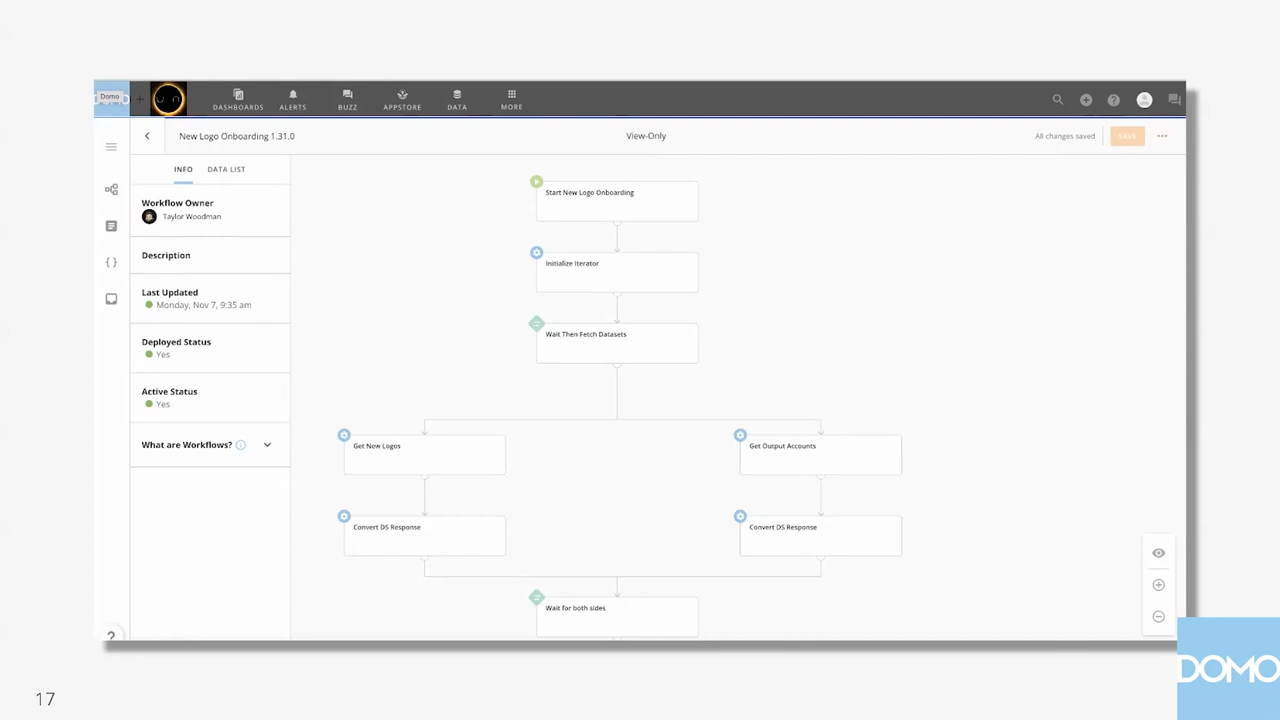 Domo
DASHBOARDS
ALERTS
BUZZ
APPSTORE
DATA
MORE
New Logo Onboarding 1.31.0
View-Only
All changes saved
SAVE
INFO
DATA LIST
Workflow Owner
Taylor Woodman
Description
Last Updated
Monday, Nov 7, 9:35 am
Deployed Status
Yes
Active Status
Yes
What are Workflows?
Start New Logo Onboarding
Initialize Iterator
Wait Then Fetch Datasets
Get New Logos
Get Output Accounts
Convert DS Response
Convert DS Response
Wait for both sides
DOMO
17